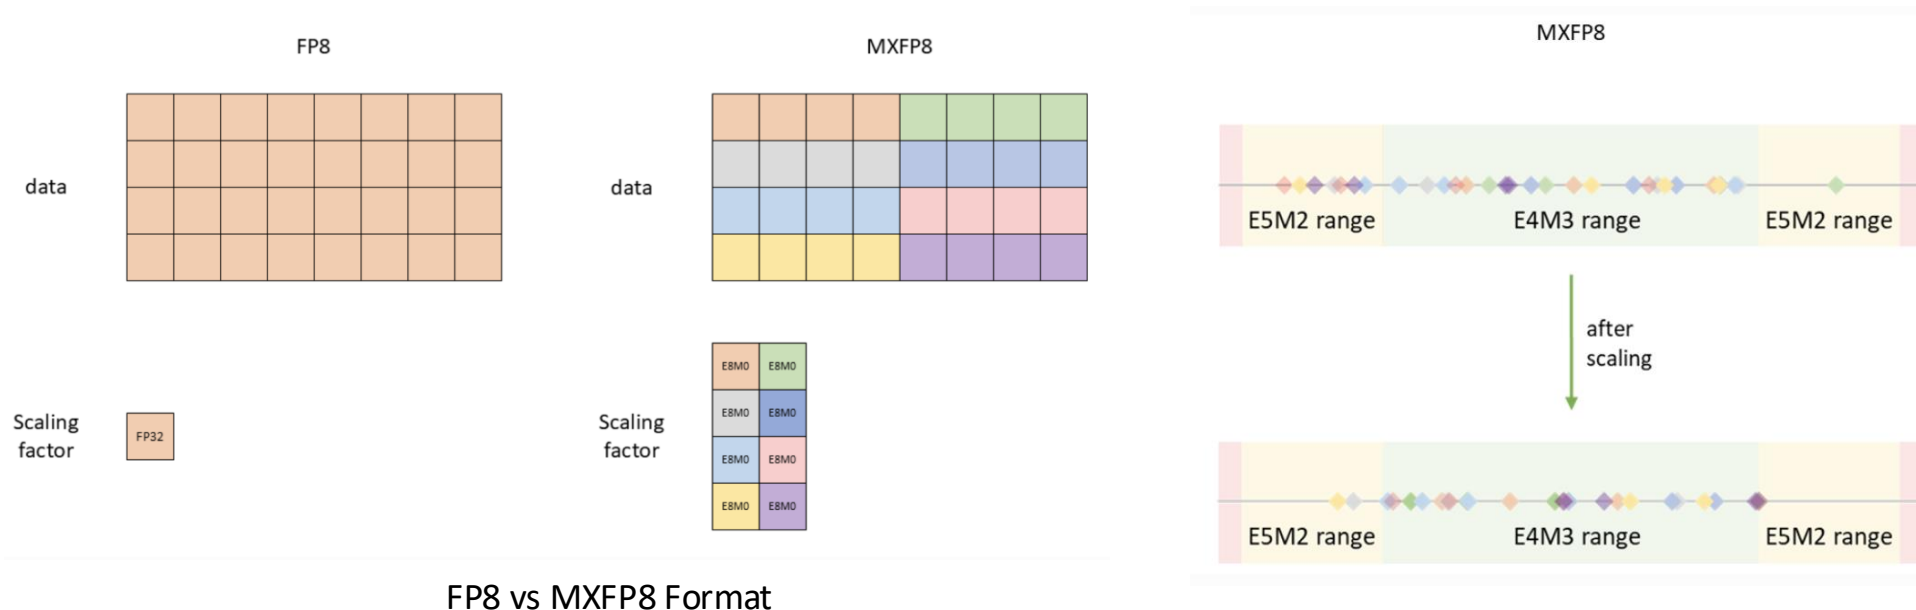 FP8
data
Scaling
factor
FP32
MXFP8
data
Scaling
factor
E8M0 E8M0
E8M0 E8M0
E8M0 E8M0
E8M0 E8M0
MXFP8
E5M2 range E4M3 range E5M2 range
after
scaling
E5M2 range E4M3 range E5M2 range
FP8 vs MXFP8 Format